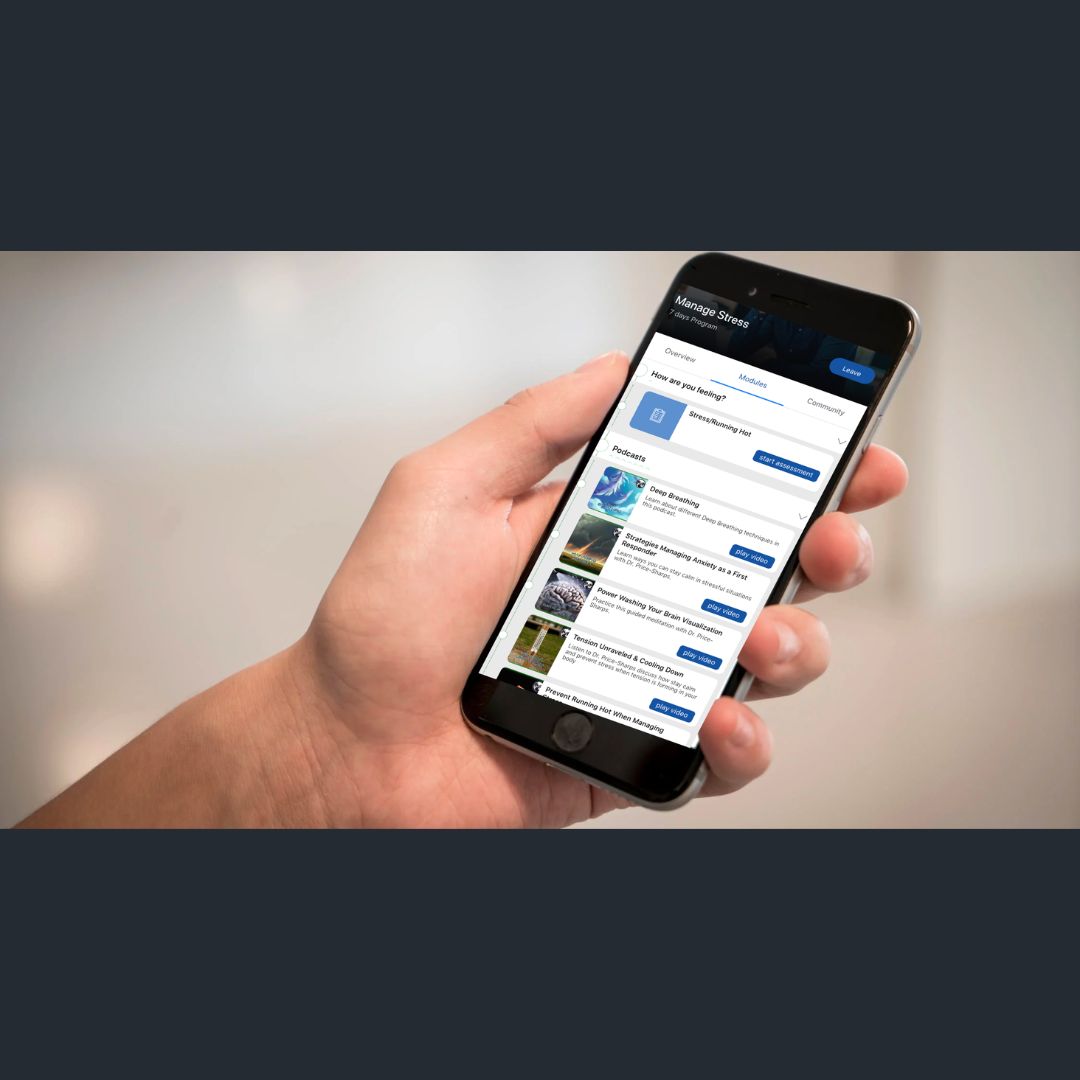 Manage Stress
7 days Program
Leave
Overview
Modules
Community
How are you feeling?
Stress/Running Hot
start assessment
Podcasts
Deep Breathing
Learn about different Deep Breathing techniques in
this podcast.
play video
Strategies Managing Anxiety as a First
Responder
Learn ways you can stay calm in stressful situations
with Dr. Price-Sharps.
play video
Power Washing Your Brain Visualization
Practice this guided meditation with Dr. Price-
Sharps.
play video
Tension Unraveled & Cooling Down
Listen to Dr. Price-Sharps discuss how stay calm
and prevent stress when tension is forming in your
body
play video
Prevent Running Hot When Managing